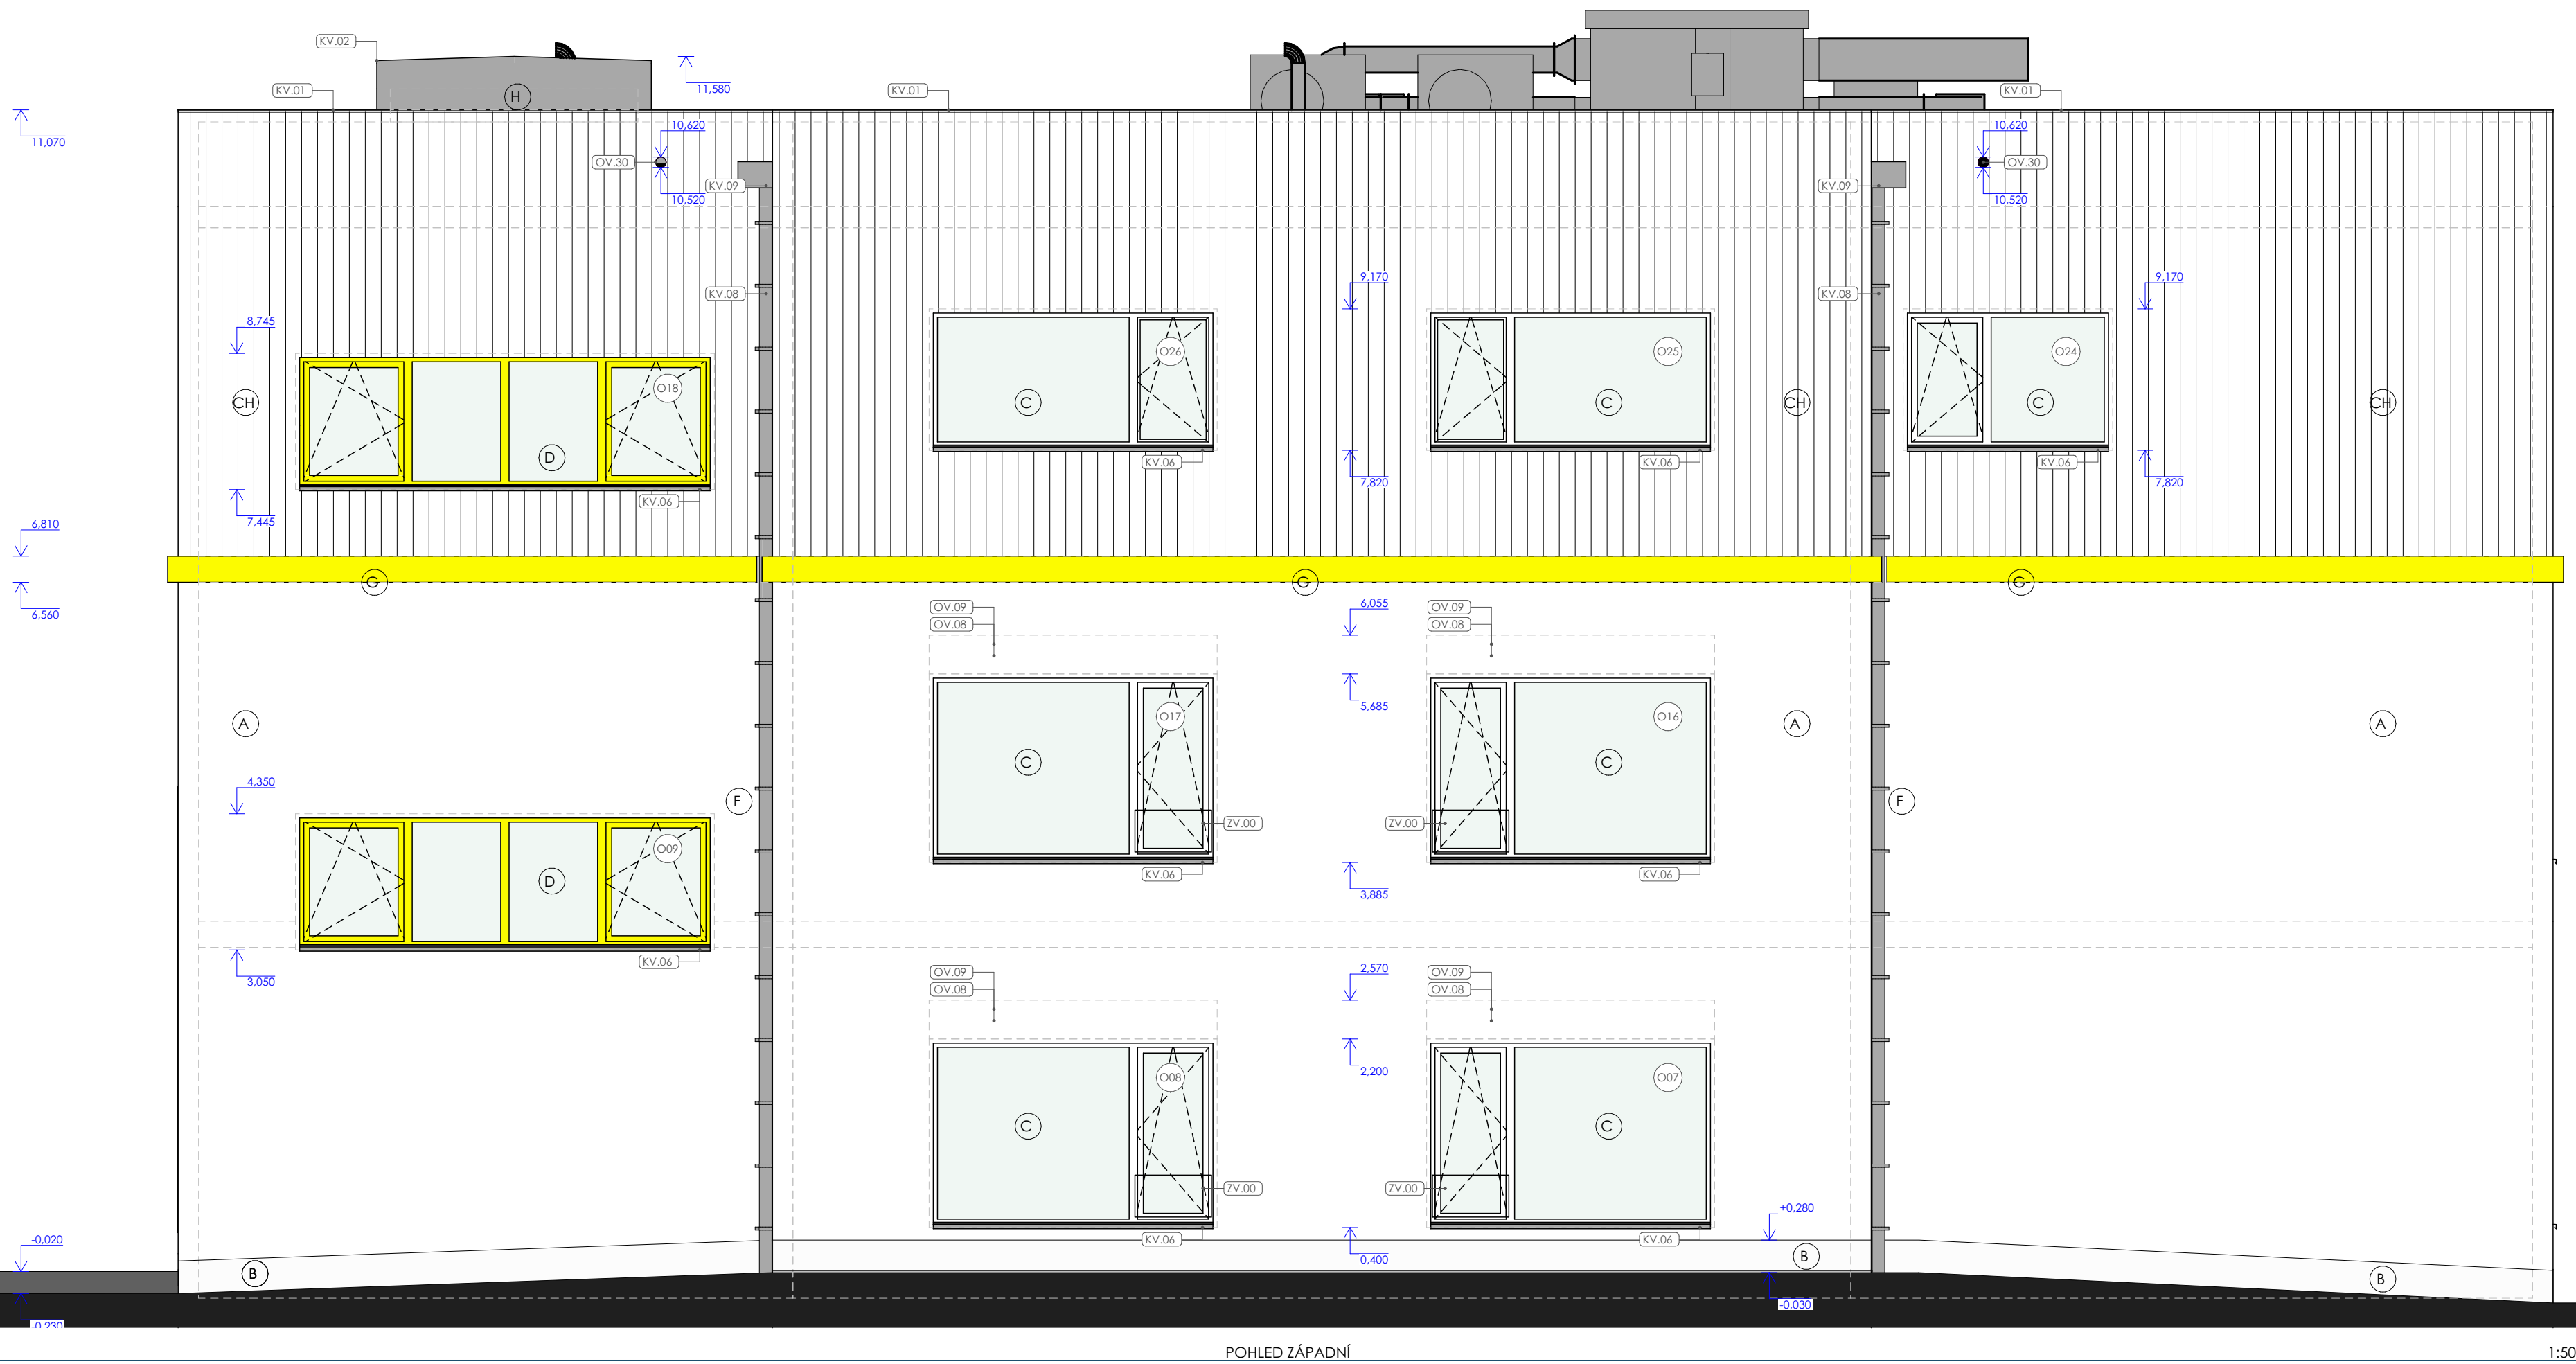 KV.02
11,580
KV.01
H
KV.01
KV.01
11,070
10,620
10,620
OV.30
OV.30
KV.09
KV.09
10,520
10,520
9,170
9,170
KV.08
KV.08
8,745
O26
O25
O24
O18
CH
C
C
CH
C
CH
D
KV.06
KV.06
KV.06
7,820
7,820
KV.06
7,445
6,810
G
G
G
6,560
OV.09
6,055
OV.09
OV.08
OV.08
5,685
O17
O16
A
A
A
C
C
4,350
F
F
ZV.00
ZV.00
O09
D
KV.06
KV.06
3,885
KV.06
3,050
OV.09
2,570
OV.09
OV.08
OV.08
2,200
O08
O07
C
C
ZV.00
ZV.00
+0,280
-0,020
KV.06
KV.06
0,400
B
B
B
-0,030
-0,230
POHLED ZÁPADNÍ
1:50